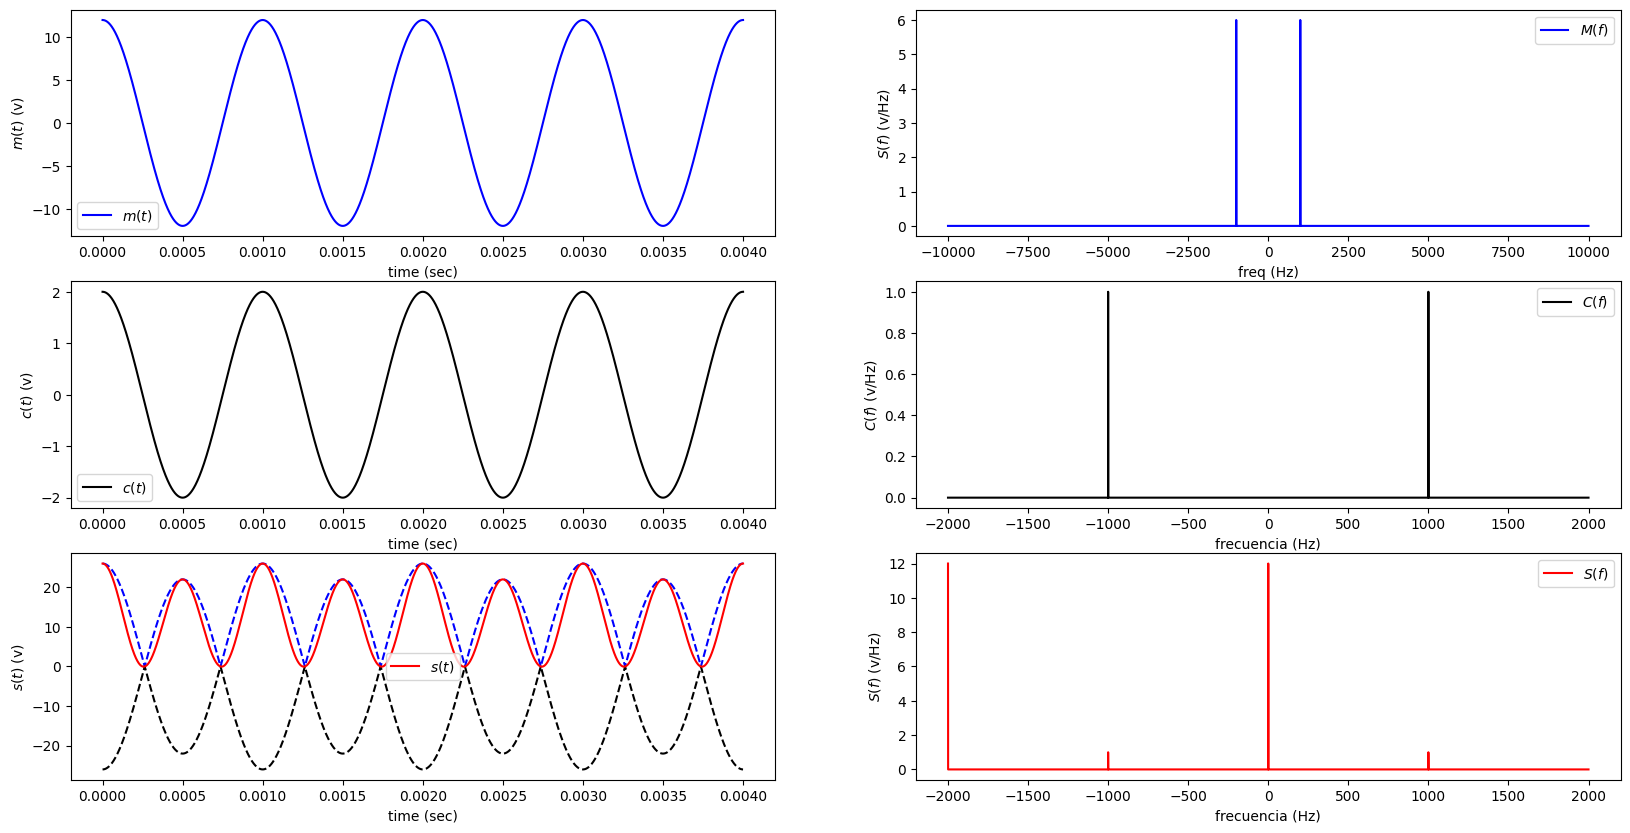 10
5
0
−5
−10
m(t) (v)
m(t)
0.0000 0.0005 0.0010 0.0015 0.0020 0.0025 0.0030 0.0035 0.0040
time (sec)
6
5
4
3
2
1
0
S(f) (v/Hz)
M(f)
−10000 −7500 −5000 −2500 0 2500 5000 7500 10000
freq (Hz)
2
1
0
−1
−2
c(t) (v)
c(t)
0.0000 0.0005 0.0010 0.0015 0.0020 0.0025 0.0030 0.0035 0.0040
time (sec)
1.0
0.8
0.6
0.4
0.2
0.0
C(f) (v/Hz)
C(f)
−2000 −1500 −1000 −500 0 500 1000 1500 2000
frecuencia (Hz)
20
10
0
−10
−20
s(t) (v)
s(t)
0.0000 0.0005 0.0010 0.0015 0.0020 0.0025 0.0030 0.0035 0.0040
time (sec)
12
10
8
6
4
2
0
S(f) (v/Hz)
S(f)
−2000 −1500 −1000 −500 0 500 1000 1500 2000
frecuencia (Hz)